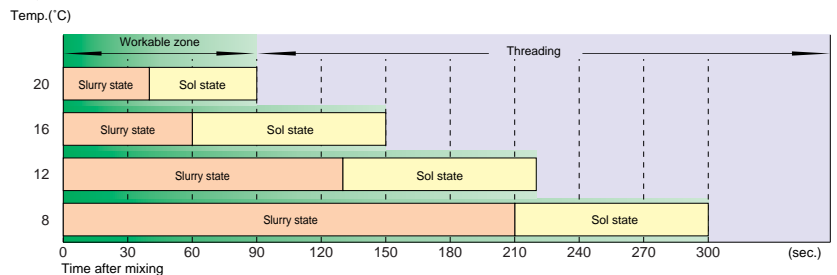 Temp.(˚C)
Workable zone
Threading
20
Slurry state
Sol state
16
Slurry state
Sol state
12
Slurry state
Sol state
8
Slurry state
Sol state
0 30 60 90 120 150 180 210 240 270 300 (sec.)
Time after mixing